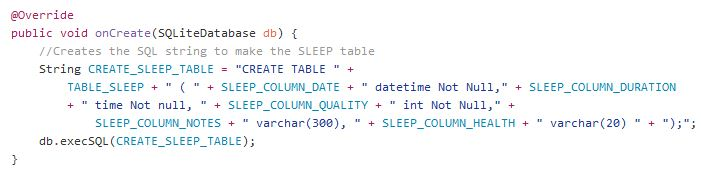 @Override
public void onCreate(SQLiteDatabase db) {
//Creates the SQL string to make the SLEEP table
String CREATE_SLEEP_TABLE = "CREATE TABLE " +
TABLE_SLEEP + " ( " + SLEEP_COLUMN_DATE + " datetime Not Null," + SLEEP_COLUMN_DURATION
+ " time Not null, " + SLEEP_COLUMN_QUALITY + " int Not Null," +
SLEEP_COLUMN_NOTES + " varchar(300), " + SLEEP_COLUMN_HEALTH + " varchar(20) " + ");";
db.execSQL(CREATE_SLEEP_TABLE);
}